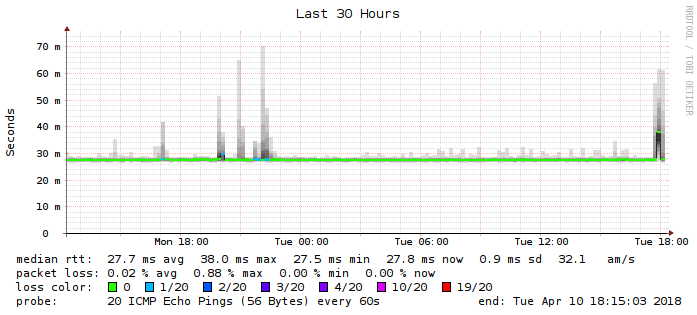 Last 30 Hours
RRDTOOL / TOBI OETIKER
Seconds
70 m
60 m
50 m
40 m
30 m
20 m
10 m
0
Mon 18:00 Tue 00:00 Tue 06:00 Tue 12:00 Tue 18:00
median rtt: 27.7 ms avg 38.0 ms max 27.5 ms min 27.8 ms now 0.9 ms sd 32.1 am/s
packet loss: 0.02 % avg 0.88 % max 0.00 % min 0.00 % now
loss color: 0 1/20 2/20 3/20 4/20 10/20 19/20
probe: 20 ICMP Echo Pings (56 Bytes) every 60s end: Tue Apr 10 18:15:03 2018